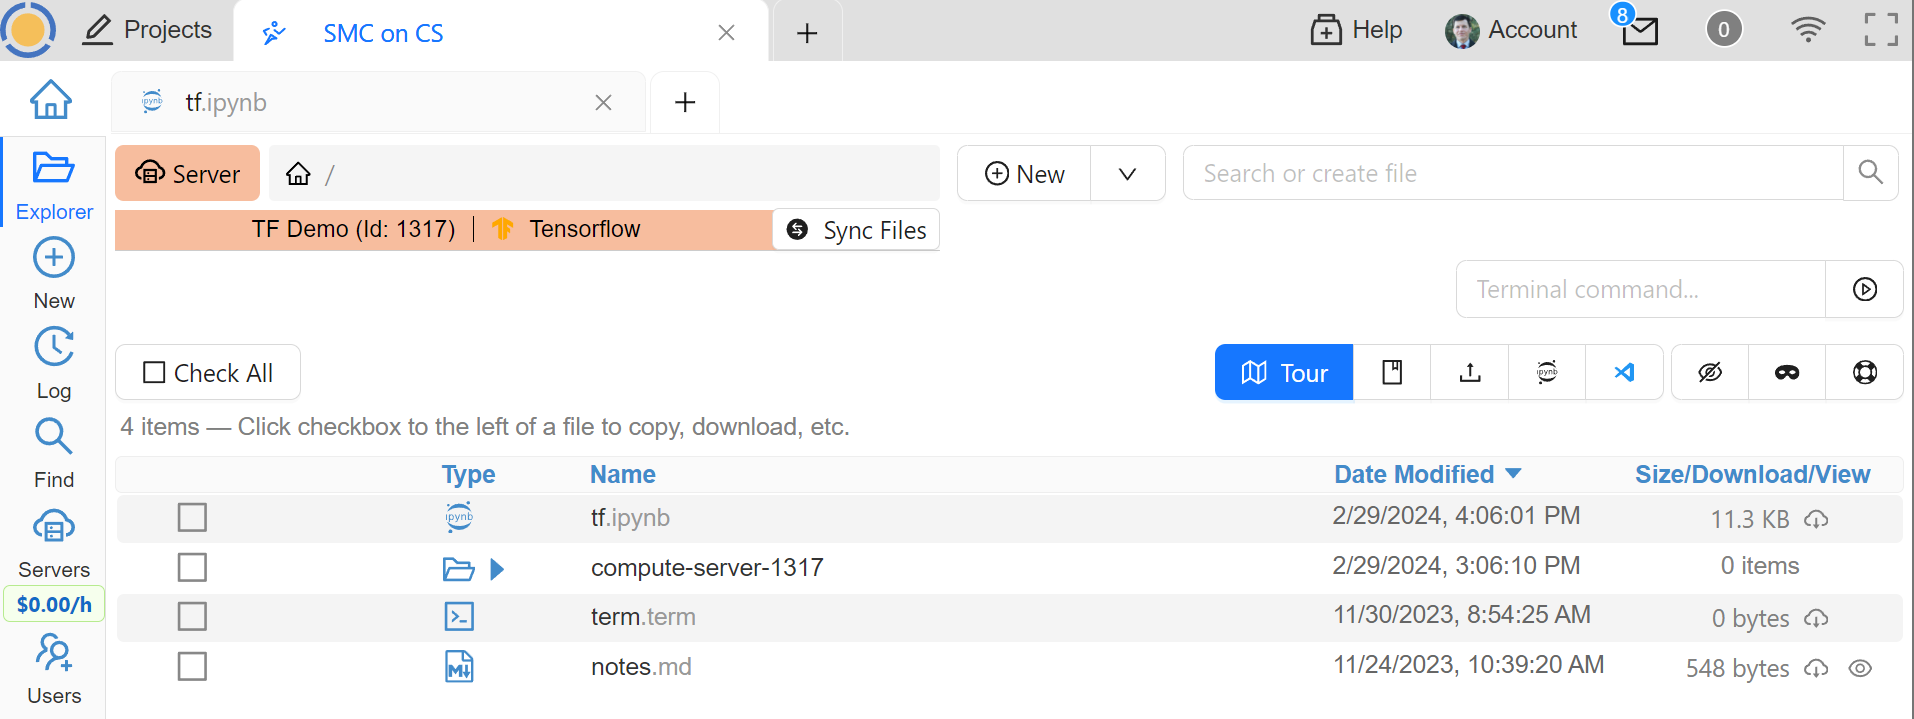 Projects
SMC on CS
Help
Account
8
0
tf.ipynb
Explorer
New
Log
Find
Servers
$0.00/h
Users
Server
/
New
Search or create file
TF Demo (Id: 1317)
Tensorflow
Sync Files
Terminal command...
Check All
Tour
ipynb
4 items — Click checkbox to the left of a file to copy, download, etc.
Type Name Date Modified Size/Download/View
ipynb tf.ipynb 2/29/2024, 4:06:01 PM 11.3 KB
compute-server-1317 2/29/2024, 3:06:10 PM 0 items
term.term 11/30/2023, 8:54:25 AM 0 bytes
notes.md 11/24/2023, 10:39:20 AM 548 bytes